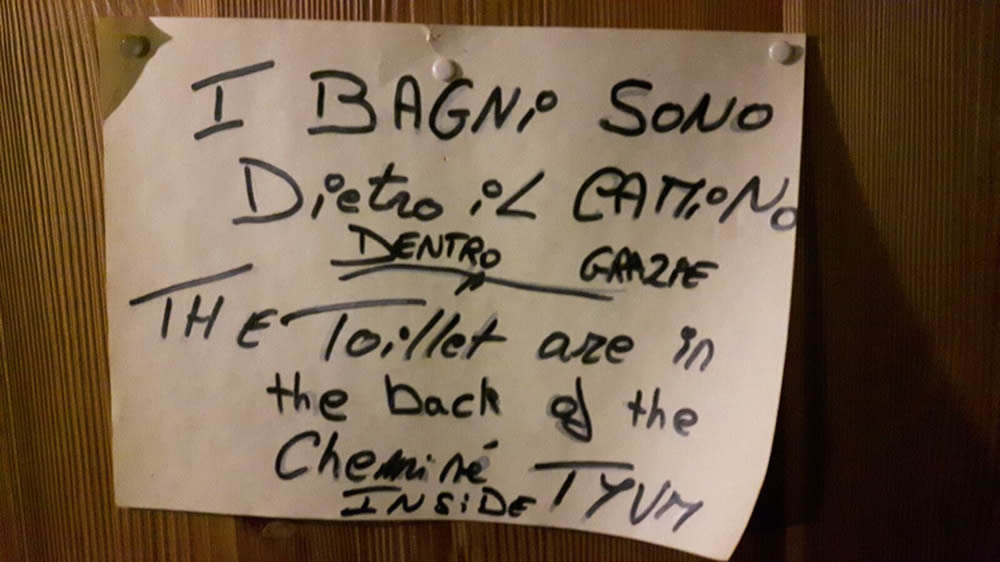 I BAGNi SONO
Dietro iL CAMiNo
DENTRO GRAZIE
THE Toillet are in
the back of the
Cheminé
INSiDE TYVM